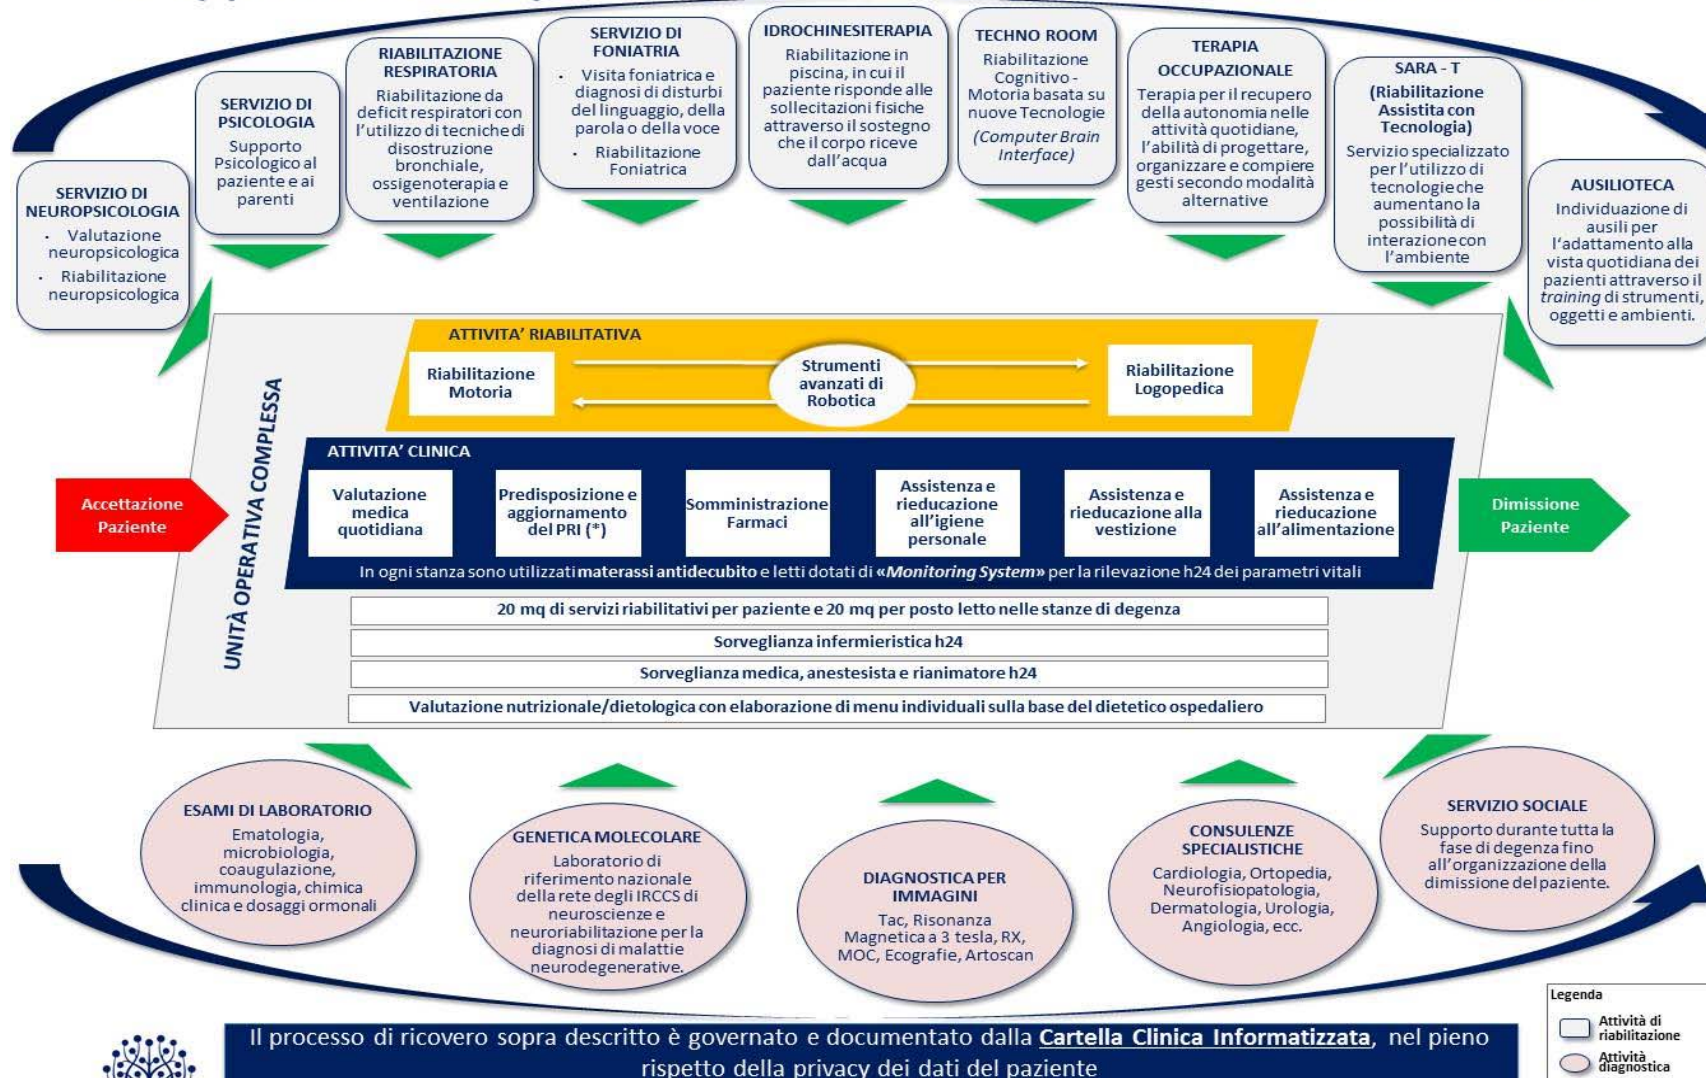 SERVIZIO DI
NEUROPSICOLOGIA
• Valutazione
neuropsicologica
• Riabilitazione
neuropsicologica
SERVIZIO DI
PSICOLOGIA
Supporto
Psicologico al
paziente e ai
parenti
RIABILITAZIONE
RESPIRATORIA
Riabilitazione da
deficit respiratori con
l'utilizzo di tecniche di
disostruzione
bronchiale,
ossigenoterapia e
ventilazione
SERVIZIO DI
FONIATRIA
• Visita foniatrica e
diagnosi di disturbi
del linguaggio, della
parola o della voce
• Riabilitazione
Foniatrica
IDROCHINESITERAPIA
Riabilitazione in
piscina, in cui il
paziente risponde alle
sollecitazioni fisiche
attraverso il sostegno
che il corpo riceve
dall'acqua
TECHNO ROOM
Riabilitazione
Cognitivo -
Motoria basata su
nuove Tecnologie
(Computer Brain
Interface)
TERAPIA
OCCUPAZIONALE
Terapia per il recupero
della autonomia nelle
attività quotidiane,
l'abilità di progettare,
organizzare e compiere
gesti secondo modalità
alternative
SARA - T
(Riabilitazione
Assistita con
Tecnologia)
Servizio specializzato
per l'utilizzo di
tecnologie che
aumentano la
possibilità di
interazione con
l'ambiente
AUSILIOTECA
Individuazione di
ausili per
l'adattamento alla
vista quotidiana dei
pazienti attraverso il
training di strumenti,
oggetti e ambienti.
UNITÀ OPERATIVA COMPLESSA
ATTIVITA' RIABILITATIVA
Riabilitazione
Motoria
Strumenti
avanzati di
Robotica
Riabilitazione
Logopedica
ATTIVITA' CLINICA
Accettazione
Paziente
Valutazione
medica
quotidiana
Predisposizione e
aggiornamento
del PRI (*)
Somministrazione
Farmaci
Assistenza e
rieducazione
all'igiene
personale
Assistenza e
rieducazione alla
vestizione
Assistenza e
rieducazione
all'alimentazione
Dimissione
Paziente
In ogni stanza sono utilizzati materassi antidecubito e letti dotati di «Monitoring System» per la rilevazione h24 dei parametri vitali
20 mq di servizi riabilitativi per paziente e 20 mq per posto letto nelle stanze di degenza
Sorveglianza infermieristica h24
Sorveglianza medica, anestesista e rianimatore h24
Valutazione nutrizionale/dietologica con elaborazione di menu individuali sulla base del dietetico ospedaliero
ESAMI DI LABORATORIO
Ematologia,
microbiologia,
coagulazione,
immunologia, chimica
clinica e dosaggi ormonali
GENETICA MOLECOLARE
Laboratorio di
riferimento nazionale
della rete degli IRCCS di
neuroscienze e
neuroriabilitazione per la
diagnosi di malattie
neurodegenerative.
DIAGNOSTICA PER
IMMAGINI
Tac, Risonanza
Magnetica a 3 tesla, RX,
MOC, Ecografie, Artoscan
CONSULENZE
SPECIALISTICHE
Cardiologia, Ortopedia,
Neurofisiopatologia,
Dermatologia, Urologia,
Angiologia, ecc.
SERVIZIO SOCIALE
Supporto durante tutta la
fase di degenza fino
all'organizzazione della
dimissione del paziente.
Il processo di ricovero sopra descritto è governato e documentato dalla Cartella Clinica Informatizzata, nel pieno
rispetto della privacy dei dati del paziente
Legenda
Attività di
riabilitazione
Attività
diagnostica